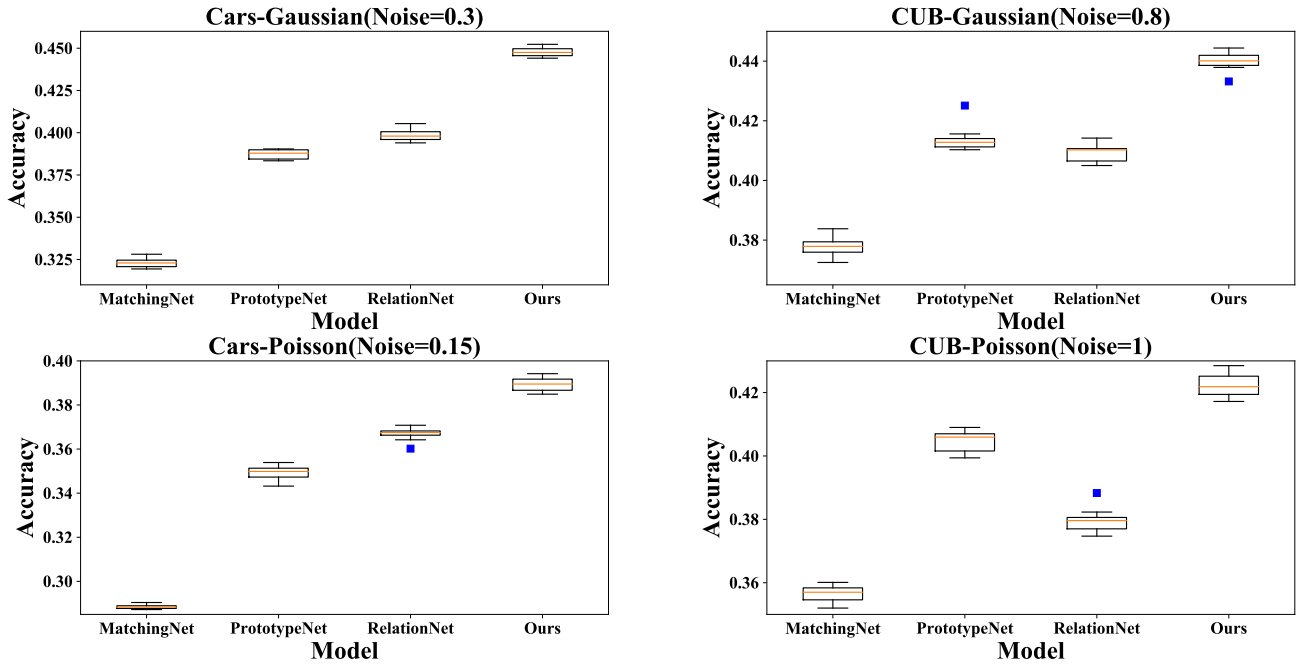 Cars-Gaussian(Noise=0.3)
Accuracy
0.450
0.425
0.400
0.375
0.350
0.325
MatchingNet PrototypeNet RelationNet Ours
Model
CUB-Gaussian(Noise=0.8)
Accuracy
0.44
0.42
0.40
0.38
MatchingNet PrototypeNet RelationNet Ours
Model
Cars-Poisson(Noise=0.15)
Accuracy
0.40
0.38
0.36
0.34
0.32
0.30
MatchingNet PrototypeNet RelationNet Ours
Model
CUB-Poisson(Noise=1)
Accuracy
0.42
0.40
0.38
0.36
MatchingNet PrototypeNet RelationNet Ours
Model